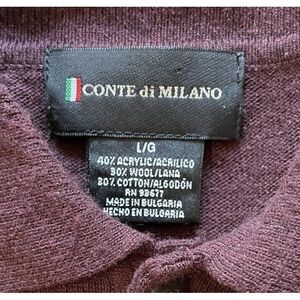 CONTE di MILANO
L/G
40% ACRYLIC/ACRILICO
30% WOOL/LANA
30% COTTON/ALGODÓN
RN 93677
MADE IN BULGARIA
HECHO EN BULGARIA